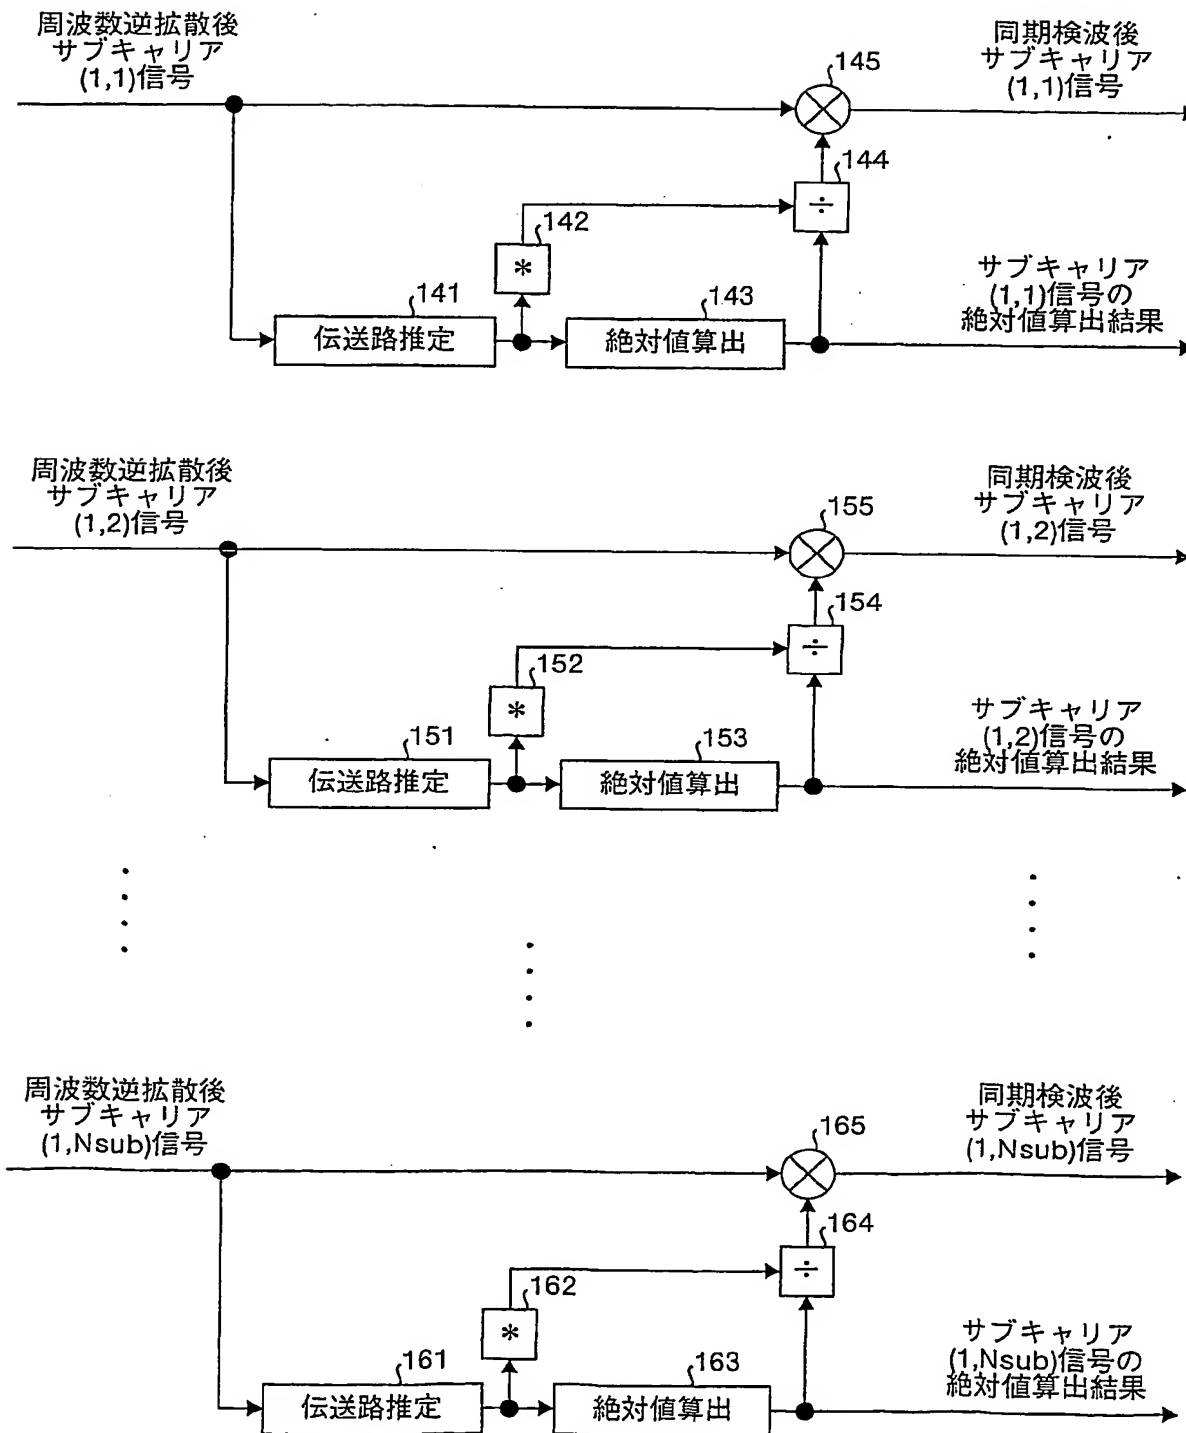 周波数逆拡散後
サブキャリア
(1,1)信号
同期検波後
サブキャリア
(1,1)信号
145
144
÷
142
*
サブキャリア
(1,1)信号の
絶対値算出結果
141
伝送路推定
143
絶対値算出
周波数逆拡散後
サブキャリア
(1,2)信号
同期検波後
サブキャリア
(1,2)信号
155
154
÷
152
*
サブキャリア
(1,2)信号の
絶対値算出結果
151
伝送路推定
153
絶対値算出
周波数逆拡散後
サブキャリア
(1,Nsub)信号
同期検波後
サブキャリア
(1,Nsub)信号
165
164
÷
162
*
サブキャリア
(1,Nsub)信号の
絶対値算出結果
161
伝送路推定
163
絶対値算出